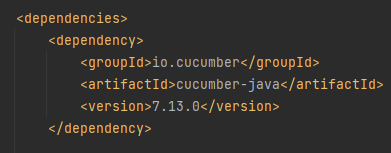 <dependencies>
<dependency>
<groupId>io.cucumber</groupId>
<artifactId>cucumber-java</artifactId>
<version>7.13.0</version>
</dependency>